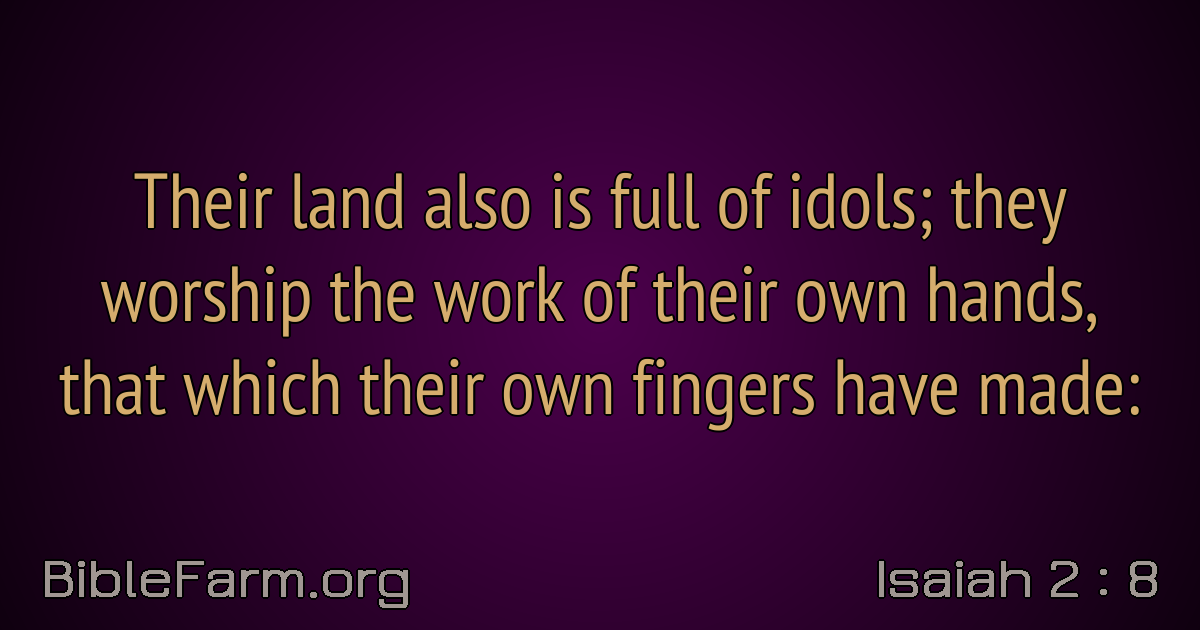 Their land also is full of idols; they
worship the work of their own hands,
that which their own fingers have made:
BibleFarm.org
Isaiah 2 : 8